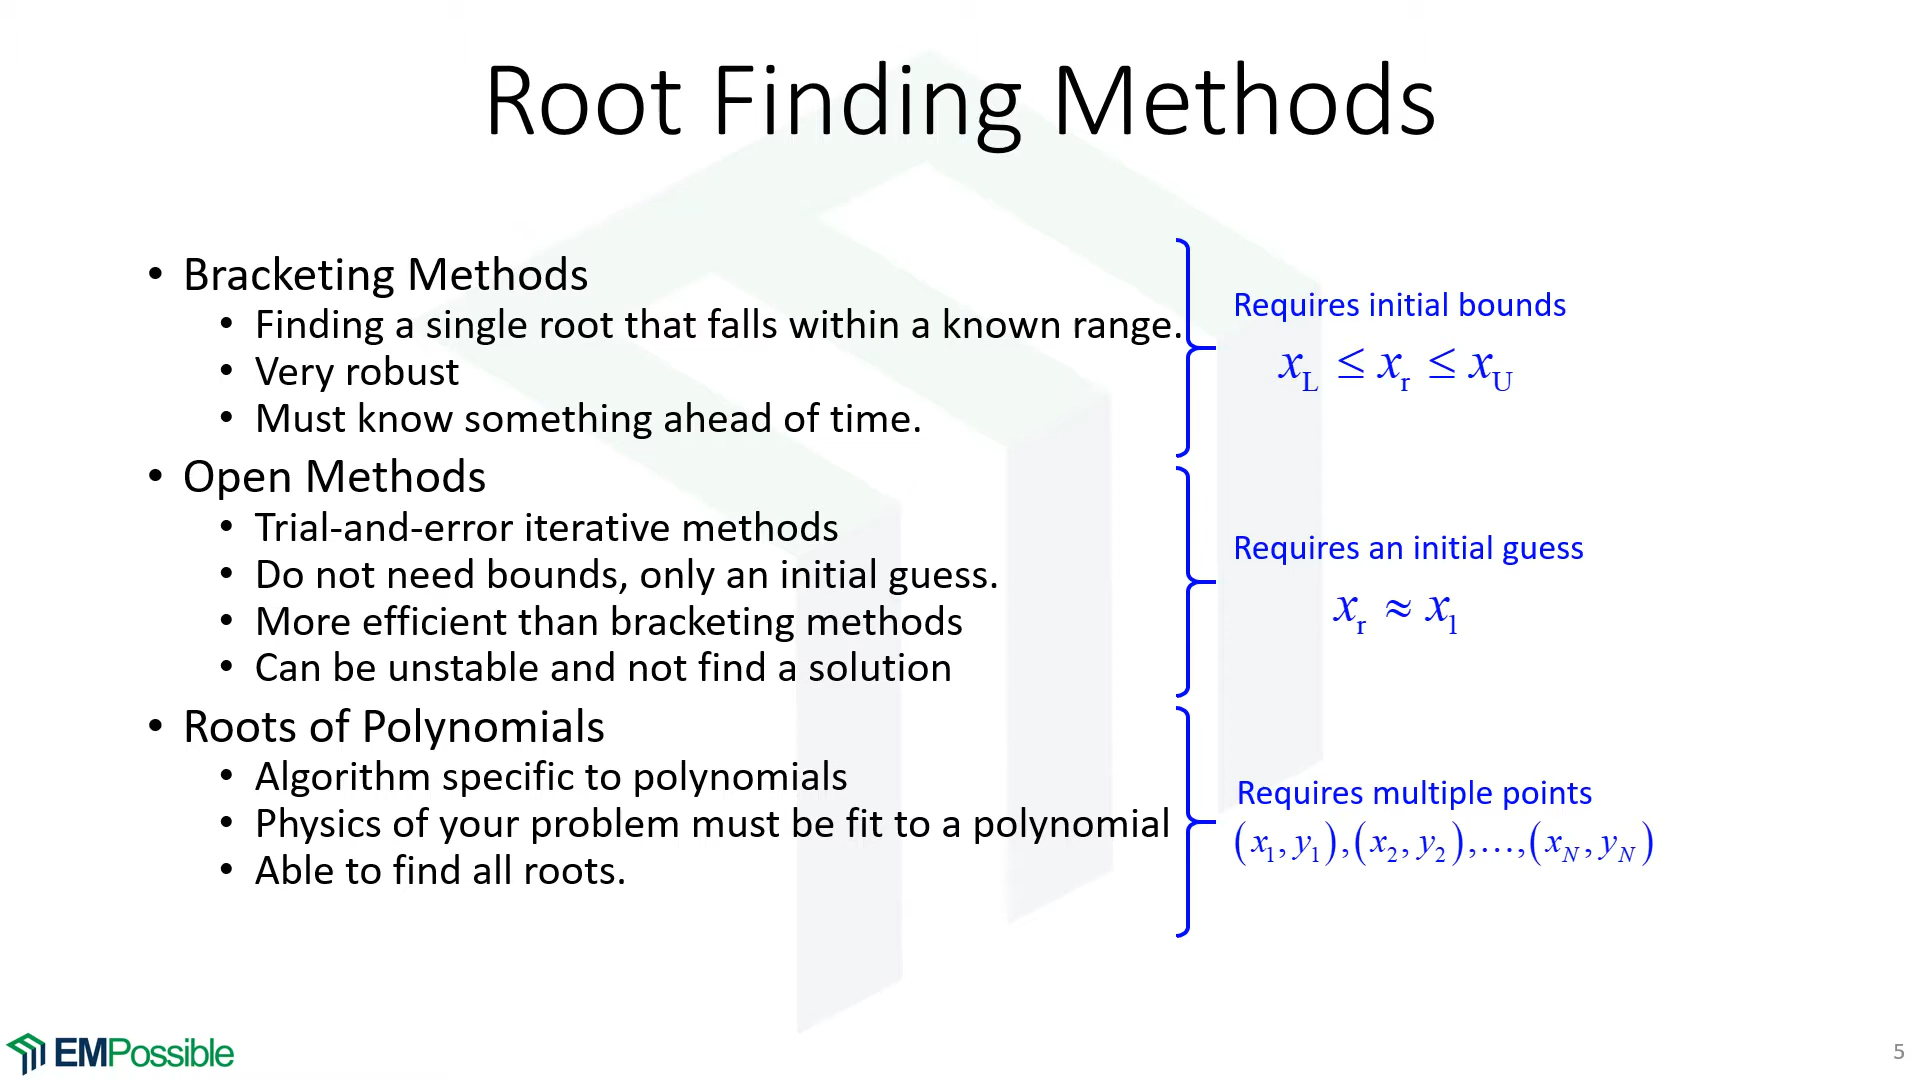 Root Finding Methods
• Bracketing Methods
• Finding a single root that falls within a known range.
• Very robust
• Must know something ahead of time.
Requires initial bounds
x_L ≤ x_r ≤ x_U
• Open Methods
• Trial-and-error iterative methods
• Do not need bounds, only an initial guess.
• More efficient than bracketing methods
• Can be unstable and not find a solution
Requires an initial guess
x_r ≈ x_1
• Roots of Polynomials
• Algorithm specific to polynomials
• Physics of your problem must be fit to a polynomial
• Able to find all roots.
Requires multiple points
(x_1, y_1),(x_2, y_2),…,(x_N, y_N)
EMPossible
5